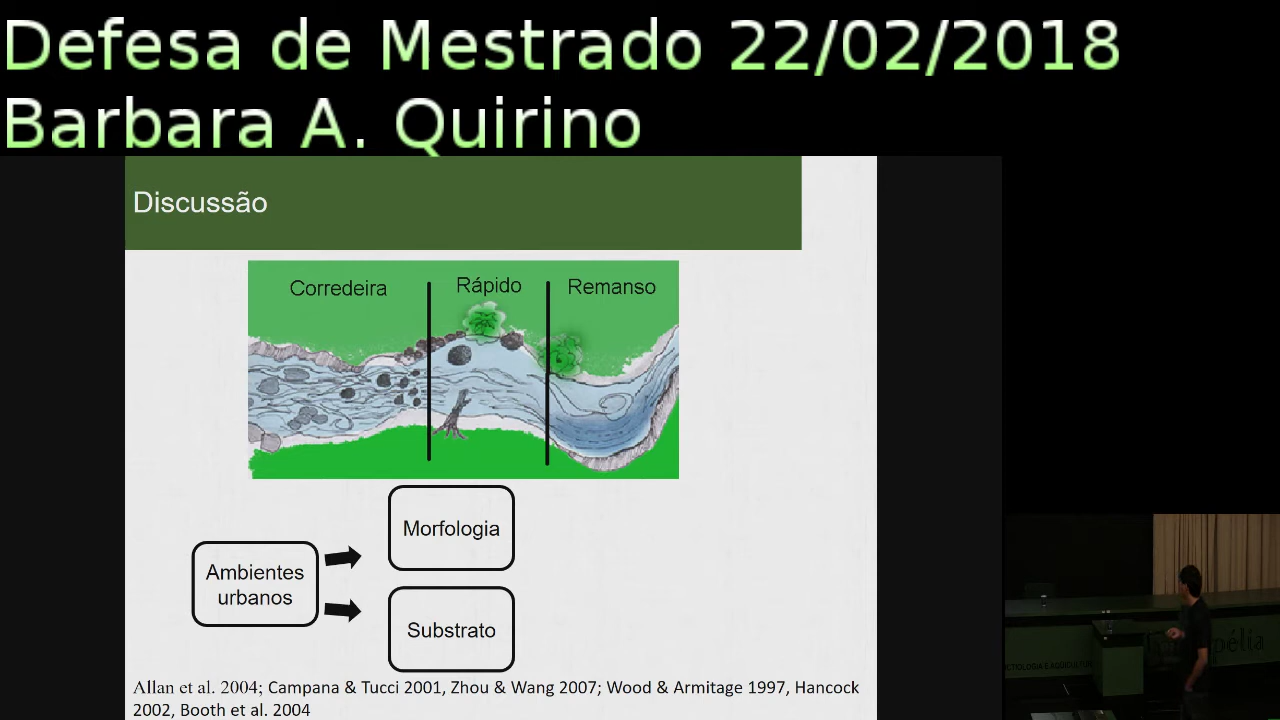 Defesa de Mestrado 22/02/2018
Barbara A. Quirino
Discussão
Corredeira
Rápido
Remanso
Morfologia
Ambientes
urbanos
Substrato
Allan et al. 2004; Campana & Tucci 2001, Zhou & Wang 2007; Wood & Armitage 1997, Hancock
2002, Booth et al. 2004